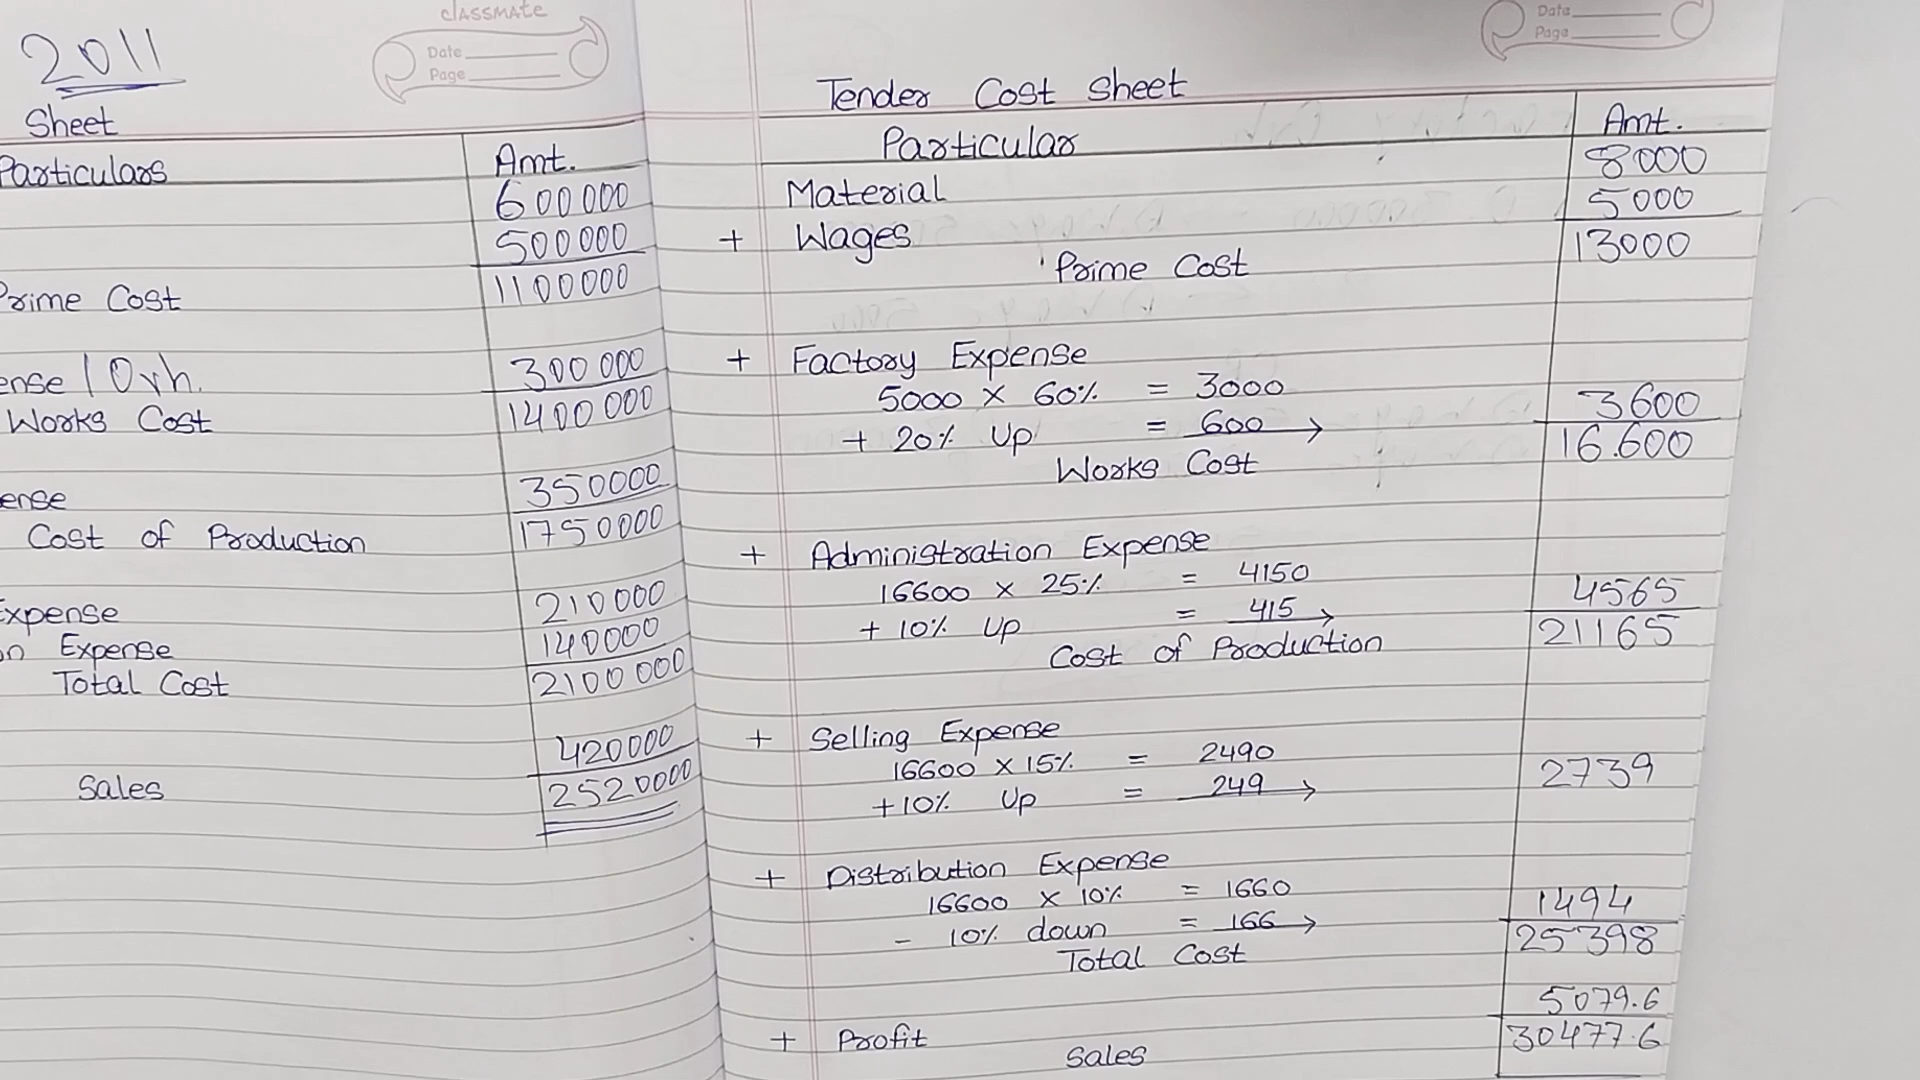 classmate
Date
Page
2011
Sheet
Particulars Amt.
600000
500000
Prime Cost 1100000
ense / Ovh. 300000
Works Cost 1400000
ense 350000
Cost of Production 1750000
Expense 210000
on Expense 140000
Total Cost 2100000
420000
Sales 2520000
Date
Page
Tender Cost Sheet
Particular Amt.
Material 8000
+ Wages 5000
Prime Cost 13000
+ Factory Expense
5000 x 60% = 3000
+ 20% Up = 600 → 3600
Works Cost 16.600
+ Administration Expense
16600 x 25% = 4150
+ 10% Up = 415 → 4565
Cost of Production 21165
+ Selling Expense
16600 x 15% = 2490
+ 10% Up = 249 → 2739
+ Distribution Expense
16600 x 10% = 1660
- 10% down = 166 → 1494
Total Cost 25398
+ Profit 5079.6
Sales 30477.6